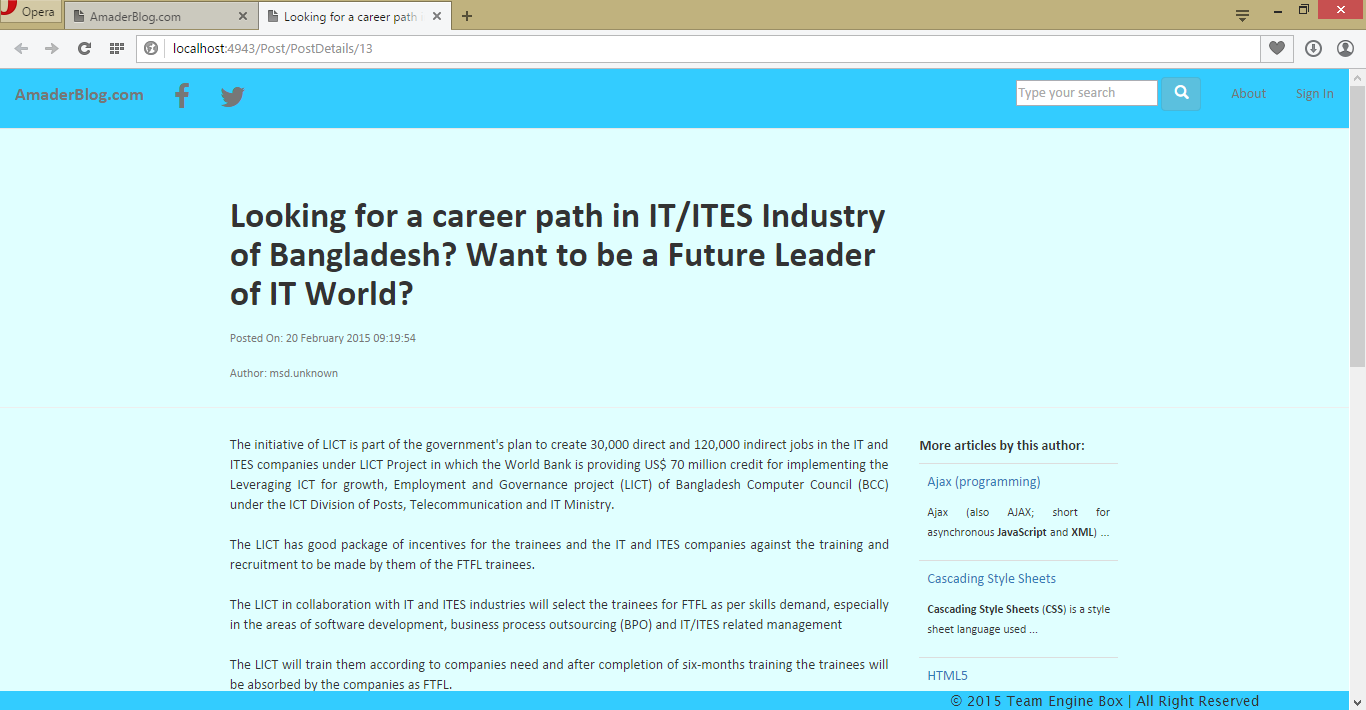 Opera
AmaderBlog.com
Looking for a career path i
localhost:4943/Post/PostDetails/13
AmaderBlog.com
Type your search
About
Sign In
Looking for a career path in IT/ITES Industry
of Bangladesh? Want to be a Future Leader
of IT World?
Posted On: 20 February 2015 09:19:54
Author: msd.unknown
The initiative of LICT is part of the government's plan to create 30,000 direct and 120,000 indirect jobs in the IT and
ITES companies under LICT Project in which the World Bank is providing US$ 70 million credit for implementing the
Leveraging ICT for growth, Employment and Governance project (LICT) of Bangladesh Computer Council (BCC)
under the ICT Division of Posts, Telecommunication and IT Ministry.
The LICT has good package of incentives for the trainees and the IT and ITES companies against the training and
recruitment to be made by them of the FTFL trainees.
The LICT in collaboration with IT and ITES industries will select the trainees for FTFL as per skills demand, especially
in the areas of software development, business process outsourcing (BPO) and IT/ITES related management
The LICT will train them according to companies need and after completion of six-months training the trainees will
be absorbed by the companies as FTFL.
More articles by this author:
Ajax (programming)
Ajax (also AJAX; short for
asynchronous JavaScript and XML) ...
Cascading Style Sheets
Cascading Style Sheets (CSS) is a style
sheet language used ...
HTML5
© 2015 Team Engine Box | All Right Reserved